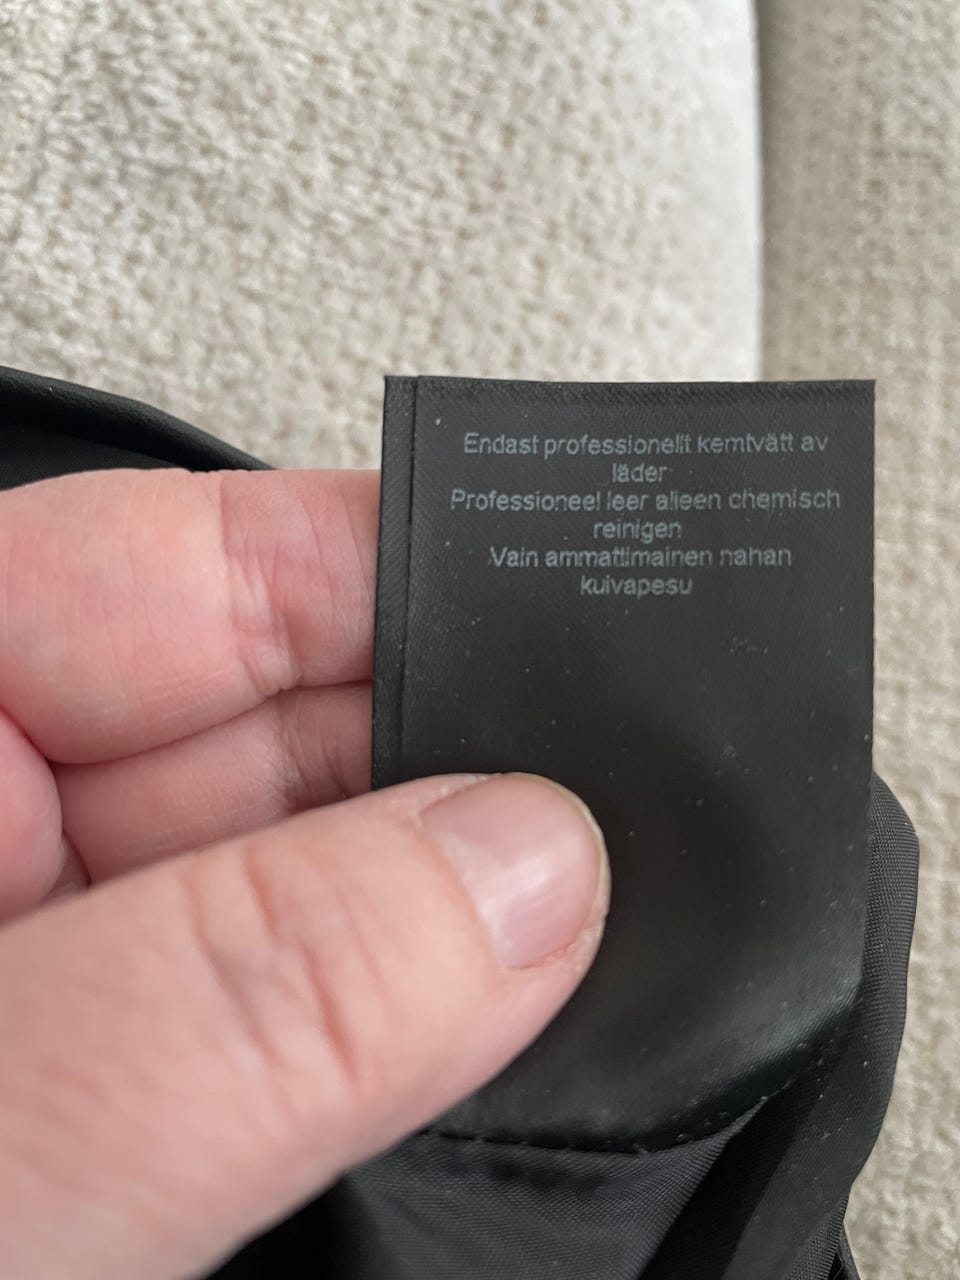 Endast professionellt kemtvätt av
läder
Professioneel leer alleen chemisch
reinigen
Vain ammattimainen nahan
kuivapesu